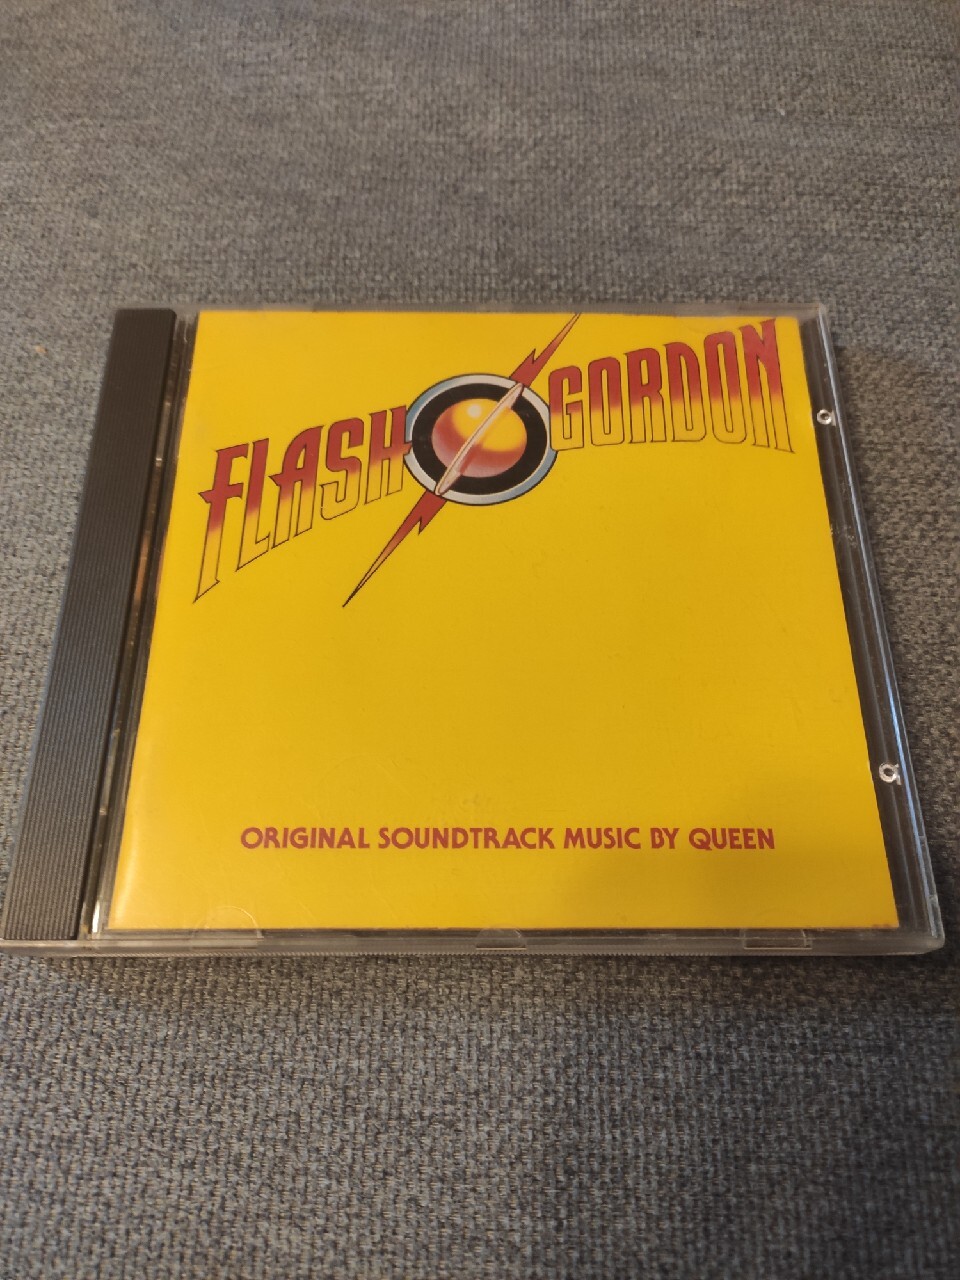 FLASH GORDON
ORIGINAL SOUNDTRACK MUSIC BY QUEEN